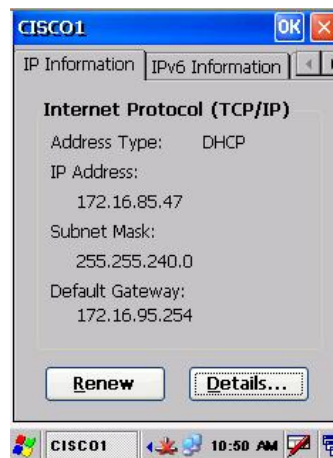 CISCO1 OK
IP Information IPv6 Information
Internet Protocol (TCP/IP)
Address Type: DHCP
IP Address:
172.16.85.47
Subnet Mask:
255.255.240.0
Default Gateway:
172.16.95.254
Renew Details...
CISCO1 10:50 AM